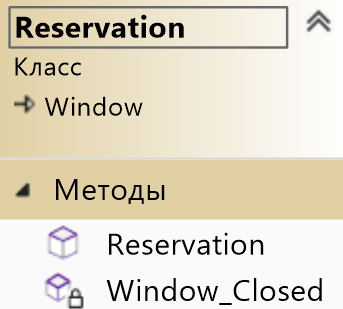 Reservation
Класс
Window
Методы
Reservation
Window_Closed